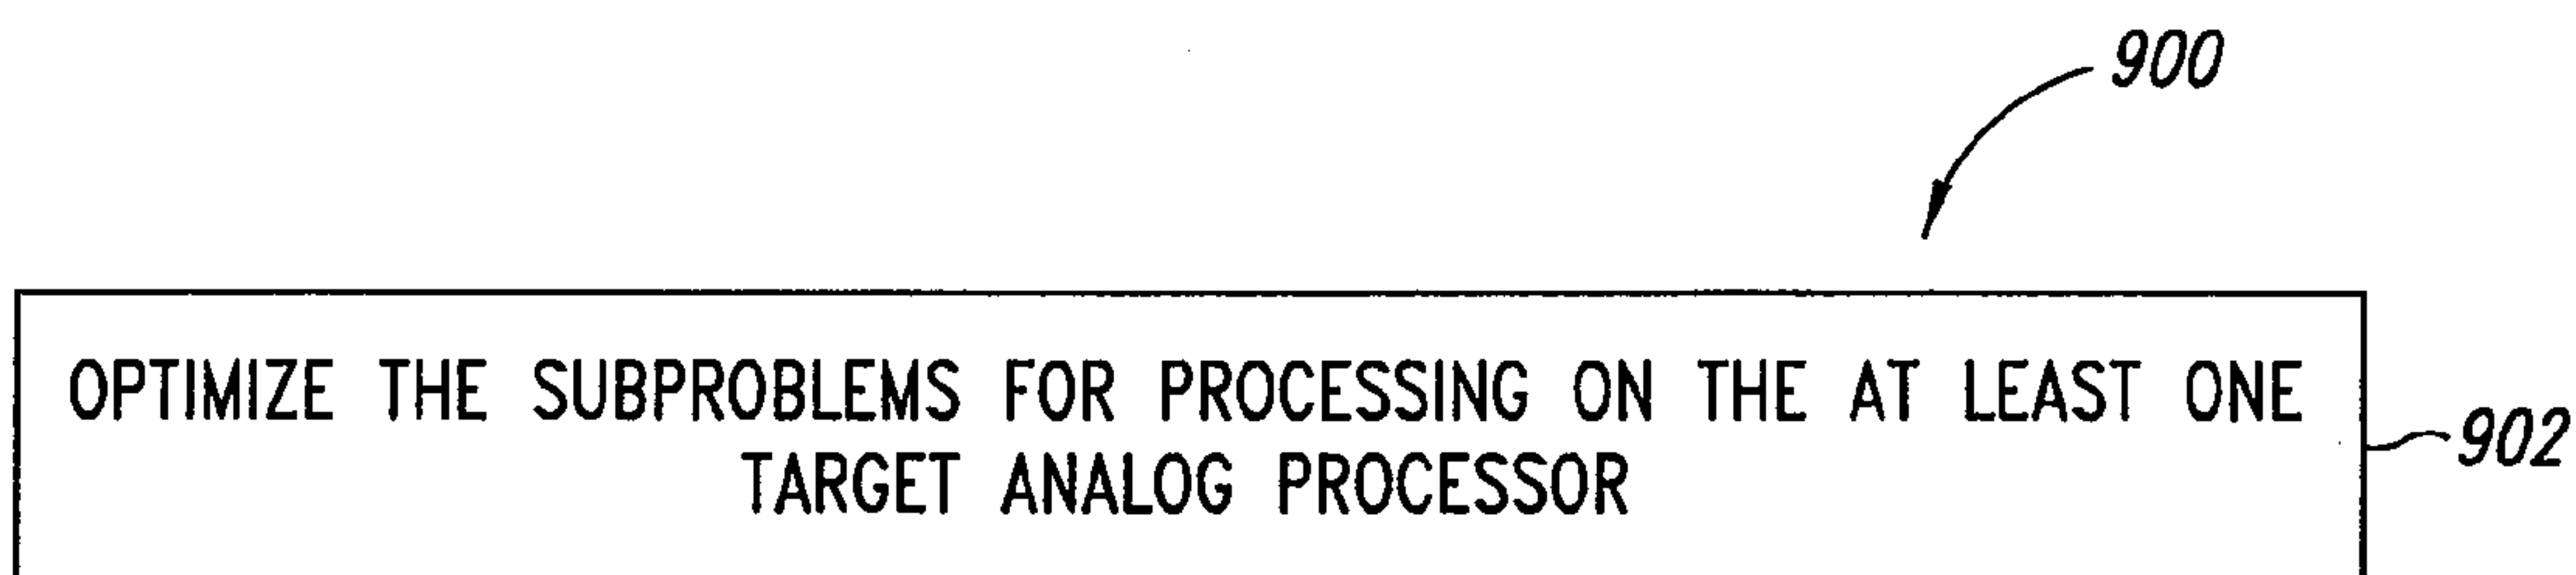 900
OPTIMIZE THE SUBPROBLEMS FOR PROCESSING ON THE AT LEAST ONE
TARGET ANALOG PROCESSOR
902